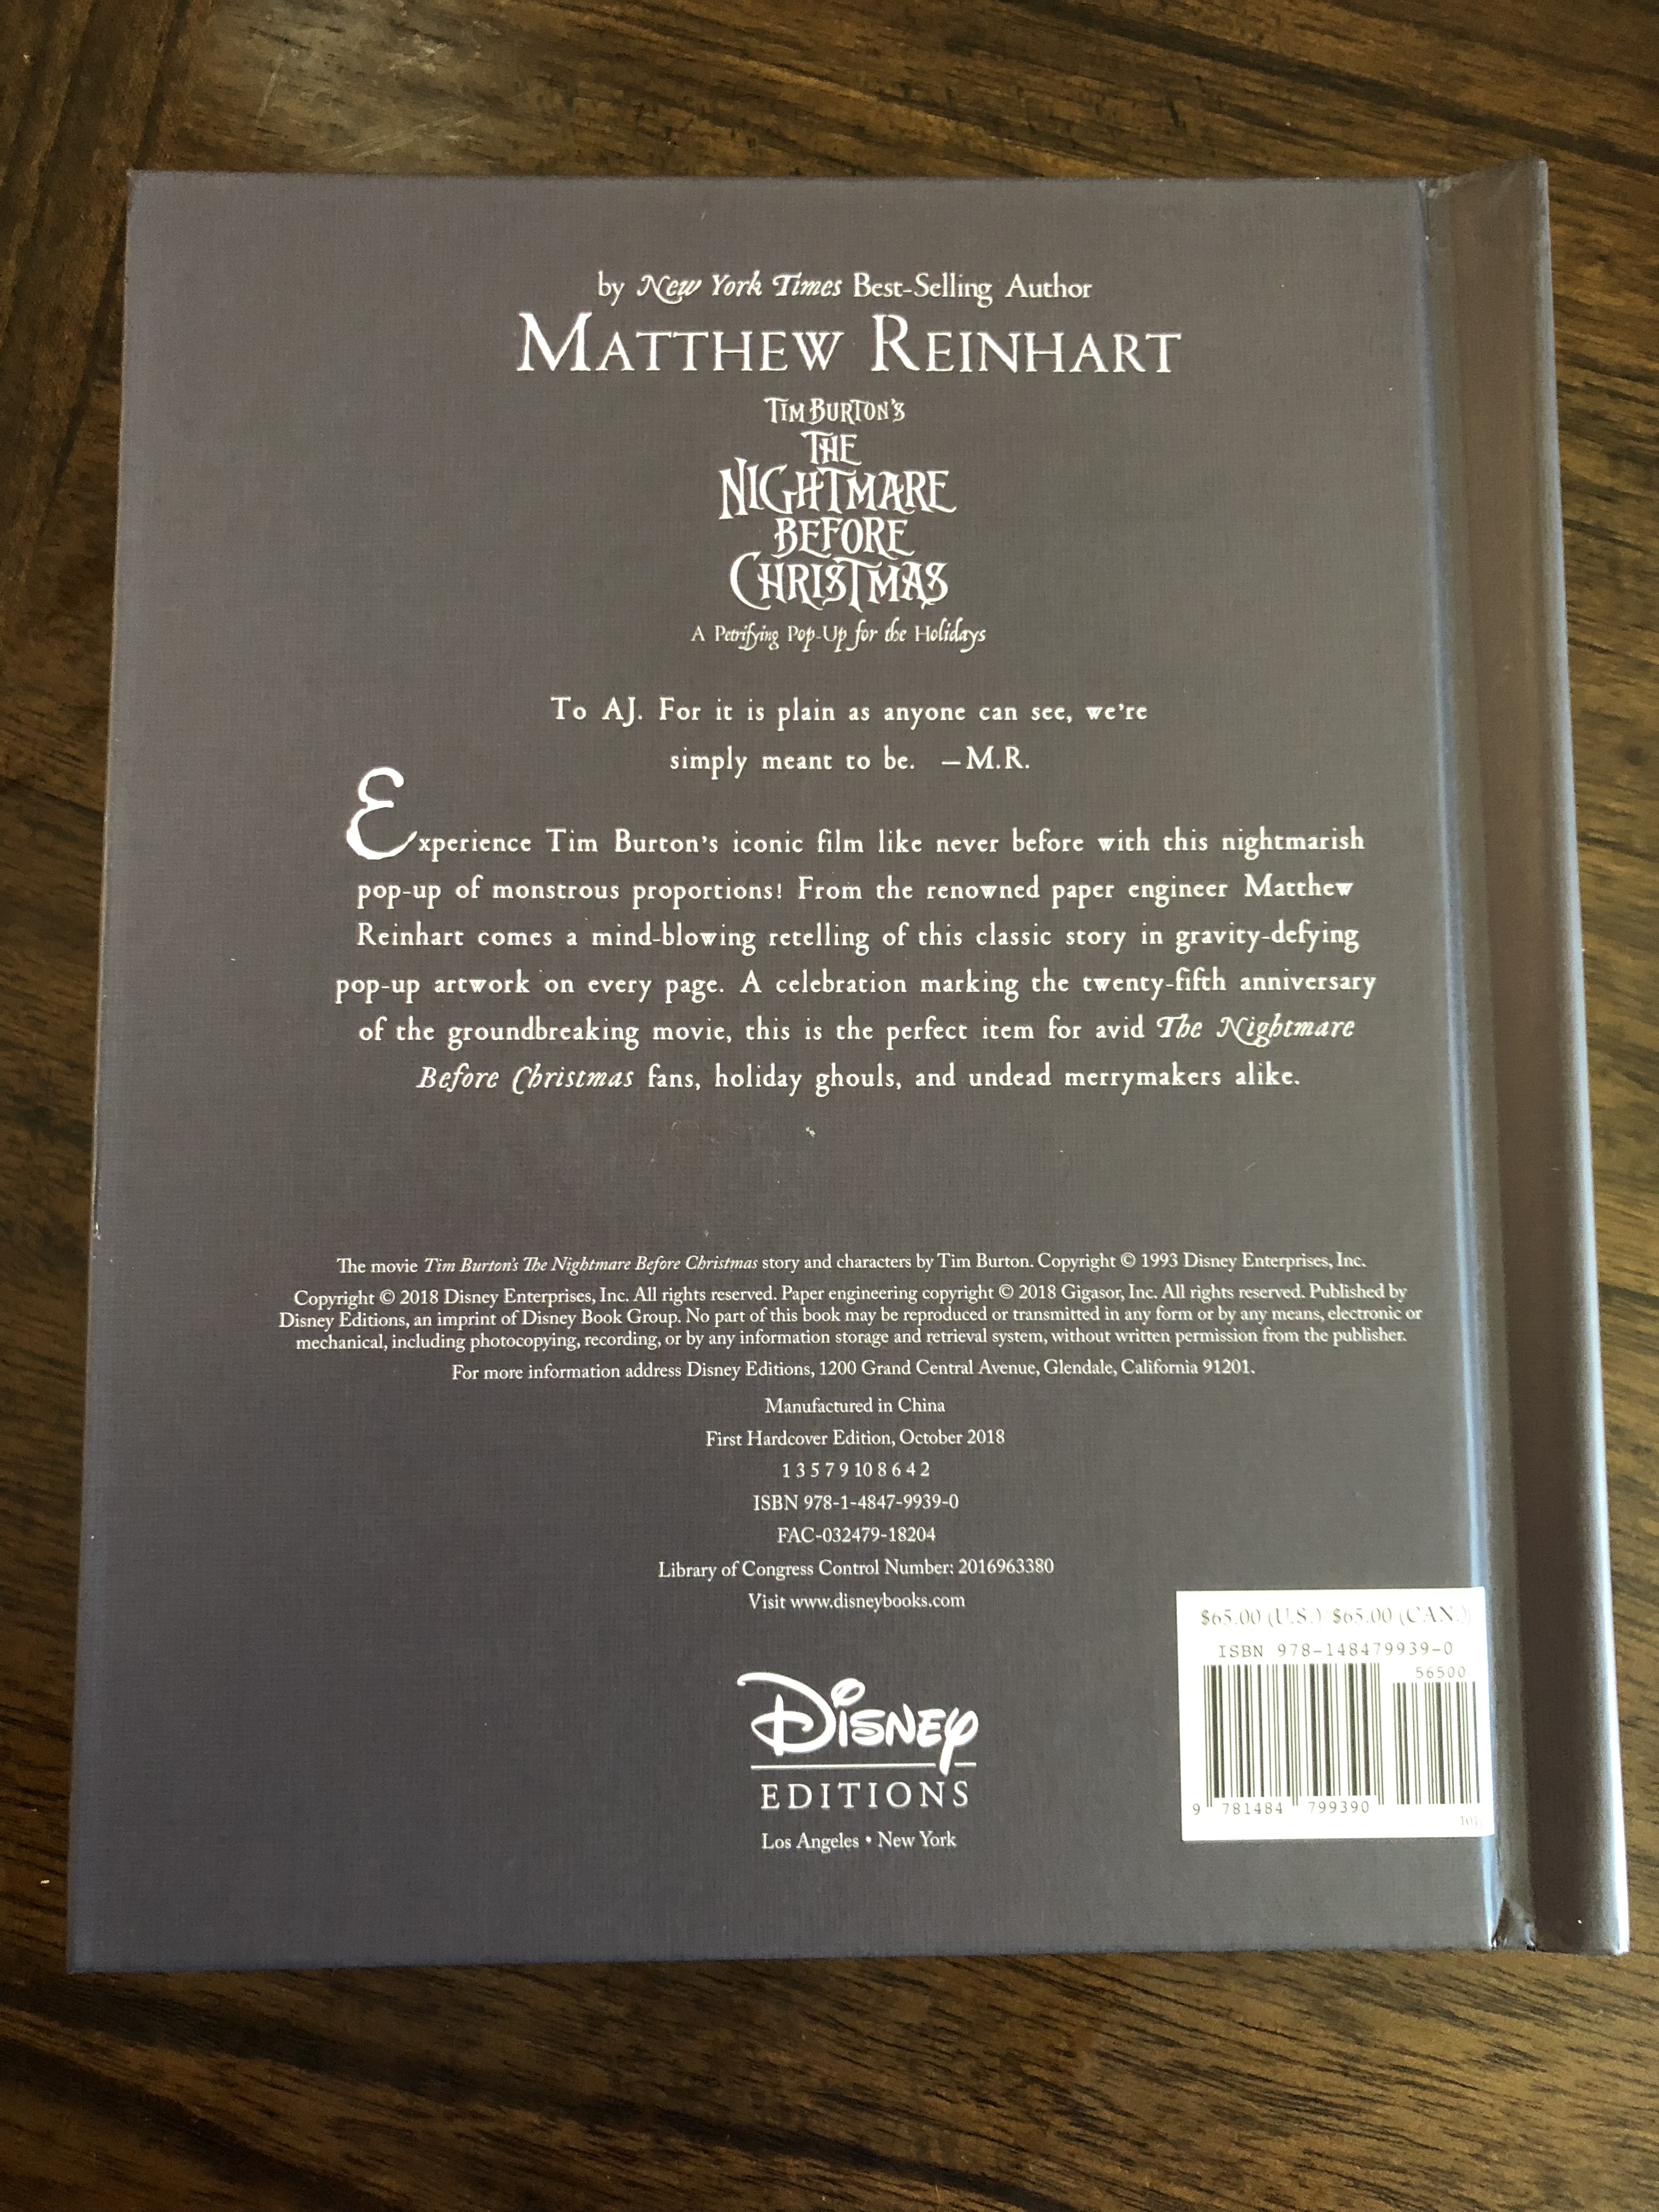 by New York Times Best-Selling Author
MATTHEW REINHART
TIM BURTON'S
THE
NIGHTMARE
BEFORE
CHRISTMAS
A Petrifying Pop-Up for the Holidays
To AJ. For it is plain as anyone can see, we're
simply meant to be. —M.R.
Experience Tim Burton's iconic film like never before with this nightmarish
pop-up of monstrous proportions! From the renowned paper engineer Matthew
Reinhart comes a mind-blowing retelling of this classic story in gravity-defying
pop-up artwork on every page. A celebration marking the twenty-fifth anniversary
of the groundbreaking movie, this is the perfect item for avid The Nightmare
Before Christmas fans, holiday ghouls, and undead merrymakers alike.
The movie Tim Burton's The Nightmare Before Christmas story and characters by Tim Burton. Copyright © 1993 Disney Enterprises, Inc.
Copyright © 2018 Disney Enterprises, Inc. All rights reserved. Paper engineering copyright © 2018 Gigasor, Inc. All rights reserved. Published by
Disney Editions, an imprint of Disney Book Group. No part of this book may be reproduced or transmitted in any form or by any means, electronic or
mechanical, including photocopying, recording, or by any information storage and retrieval system, without written permission from the publisher.
For more information address Disney Editions, 1200 Grand Central Avenue, Glendale, California 91201.
Manufactured in China
First Hardcover Edition, October 2018
1 3 5 7 9 10 8 6 4 2
ISBN 978-1-4847-9939-0
FAC-032479-18204
Library of Congress Control Number: 2016963380
Visit www.disneybooks.com
$65.00 (U.S.) $65.00 (CAN.)
ISBN 978-148479939-0
56500
9 781484 799390
DISNEY
EDITIONS
Los Angeles • New York